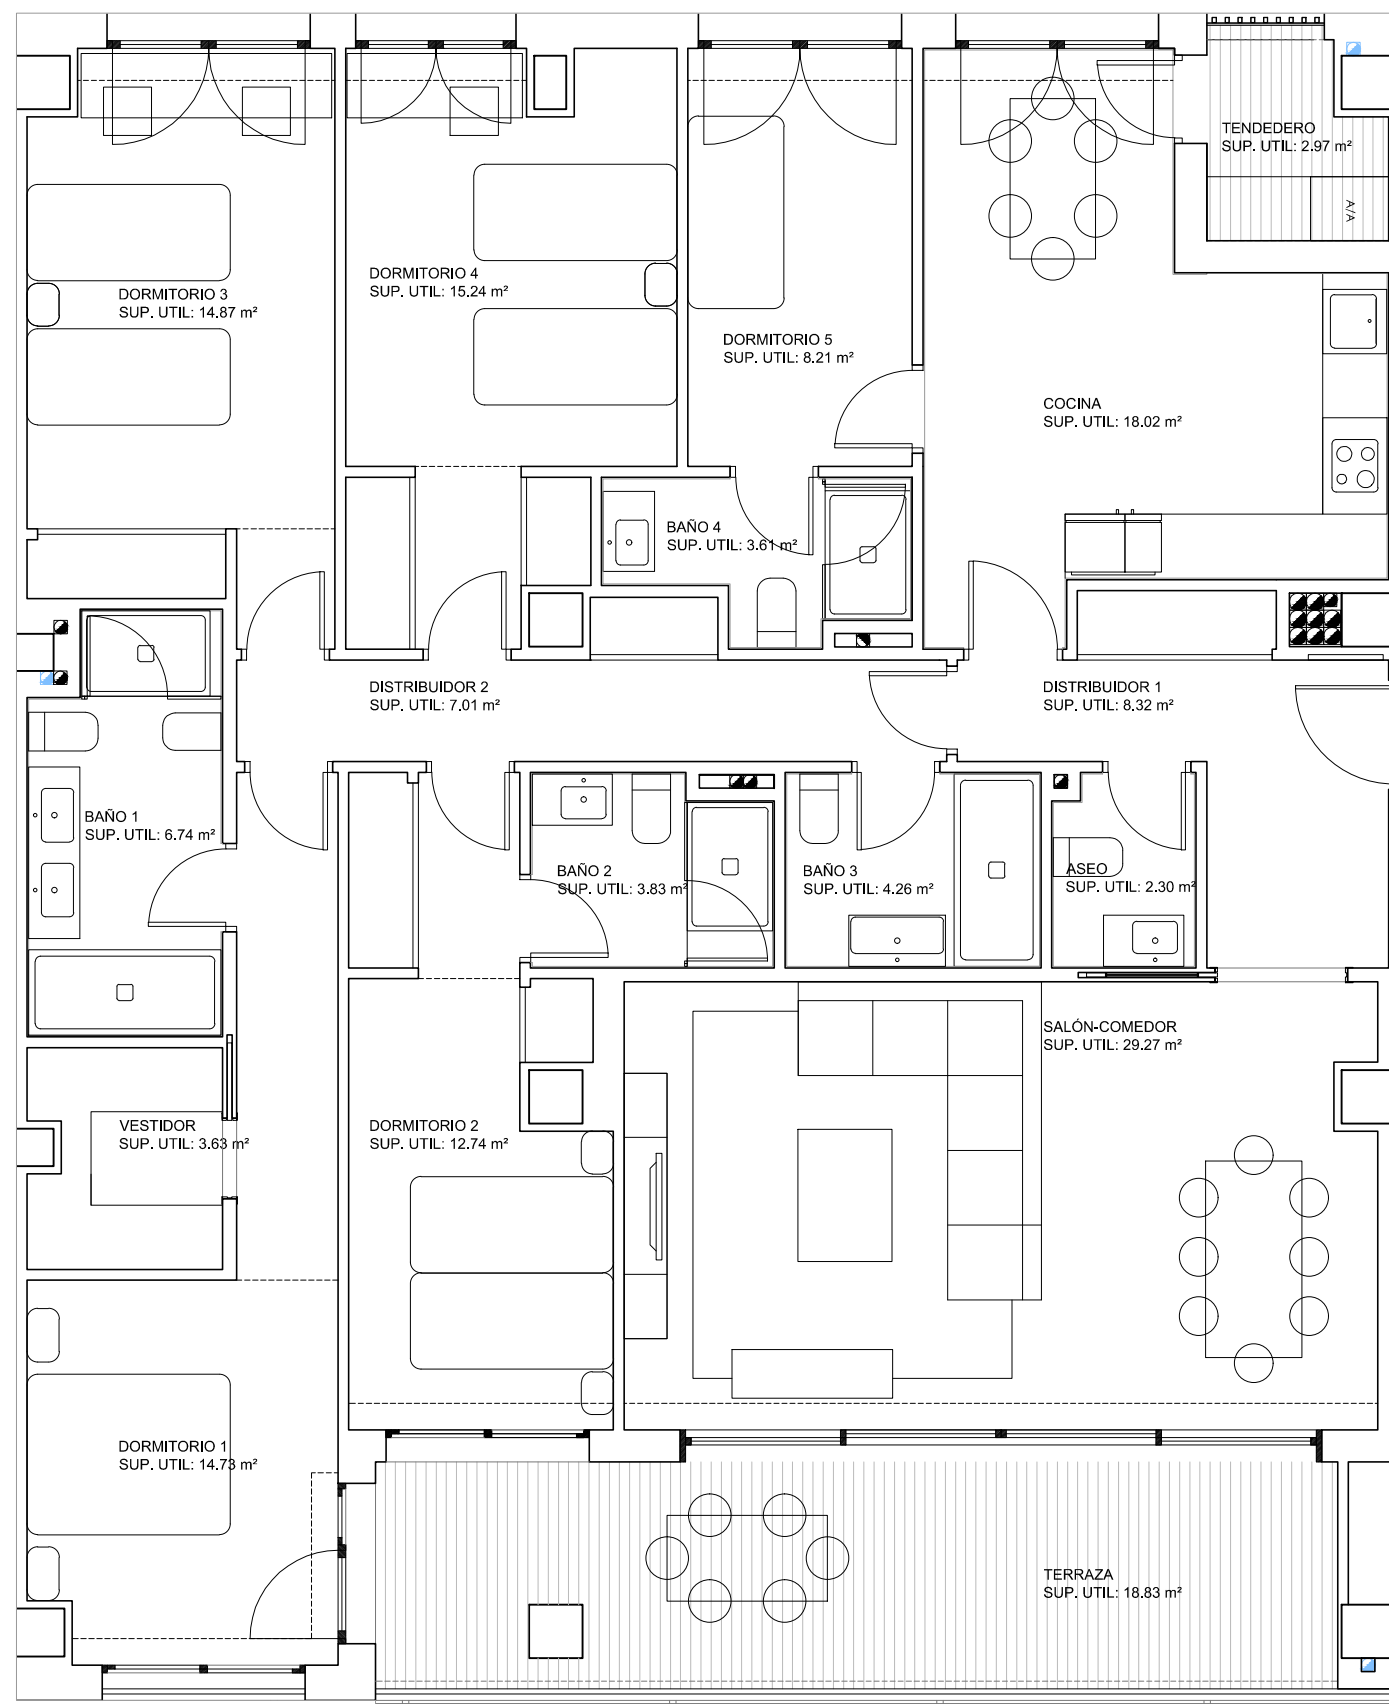 TENDEDERO
SUP. UTIL: 2.97 m²
A/A
DORMITORIO 4
SUP. UTIL: 15.24 m²
DORMITORIO 3
SUP. UTIL: 14.87 m²
DORMITORIO 5
SUP. UTIL: 8.21 m²
COCINA
SUP. UTIL: 18.02 m²
BAÑO 4
SUP. UTIL: 3.61 m²
DISTRIBUIDOR 2
SUP. UTIL: 7.01 m²
DISTRIBUIDOR 1
SUP. UTIL: 8.32 m²
BAÑO 1
SUP. UTIL: 6.74 m²
BAÑO 2
SUP. UTIL: 3.83 m²
BAÑO 3
SUP. UTIL: 4.26 m²
ASEO
SUP. UTIL: 2.30 m²
SALÓN-COMEDOR
SUP. UTIL: 29.27 m²
VESTIDOR
SUP. UTIL: 3.63 m²
DORMITORIO 2
SUP. UTIL: 12.74 m²
DORMITORIO 1
SUP. UTIL: 14.73 m²
TERRAZA
SUP. UTIL: 18.83 m²